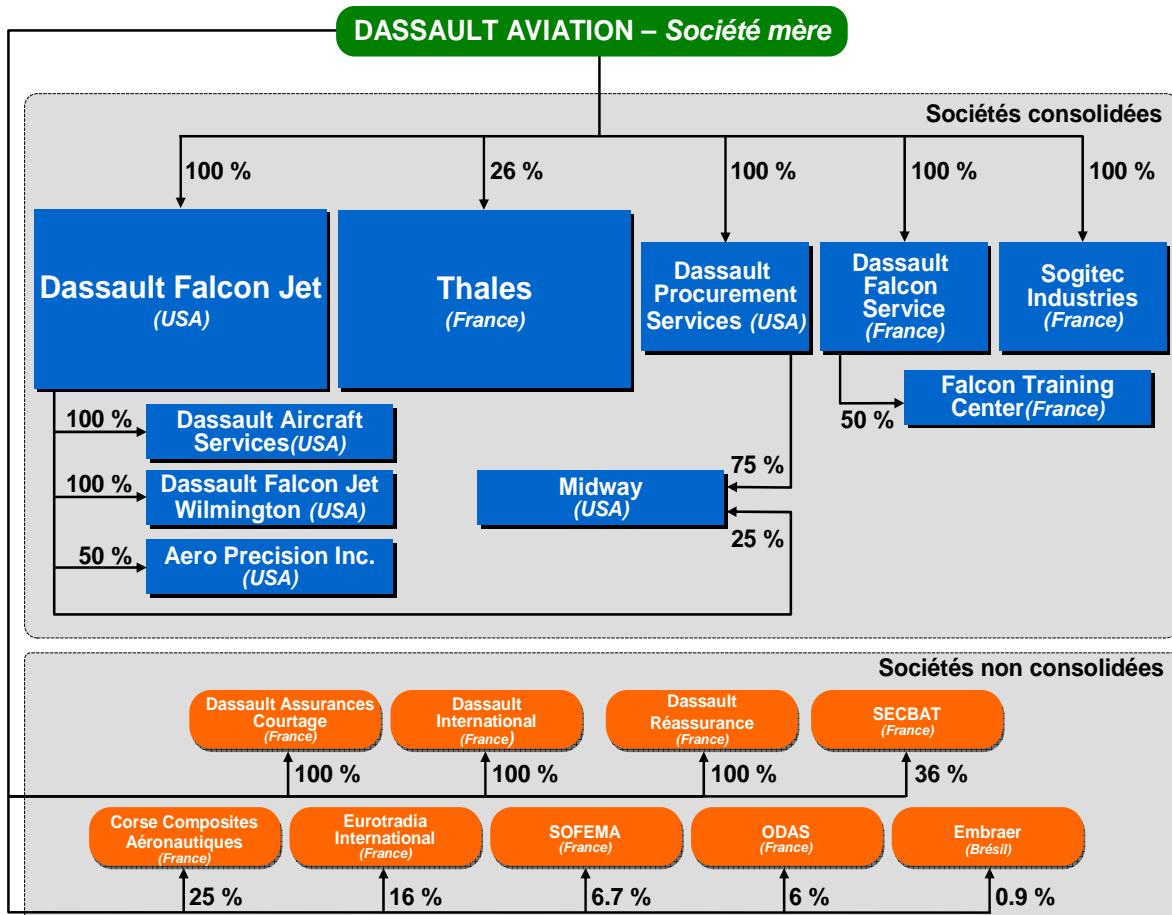 DASSAULT AVIATION – Société mère
Sociétés consolidées
100 %
26 %
100 %
100 %
100 %
Dassault Falcon Jet
(USA)
Thales
(France)
Dassault
Procurement
Services (USA)
Dassault
Falcon
Service
(France)
Sogitec
Industries
(France)
Falcon Training
Center(France)
50 %
100 %
Dassault Aircraft
Services(USA)
100 %
Dassault Falcon Jet
Wilmington (USA)
50 %
Aero Precision Inc.
(USA)
75 %
Midway
(USA)
25 %
Sociétés non consolidées
Dassault Assurances
Courtage
(France)
Dassault
International
(France)
Dassault
Réassurance
(France)
SECBAT
(France)
100 %
100 %
100 %
36 %
Corse Composites
Aéronautiques
(France)
Eurotradia
International
(France)
SOFEMA
(France)
ODAS
(France)
Embraer
(Brésil)
25 %
16 %
6.7 %
6 %
0.9 %